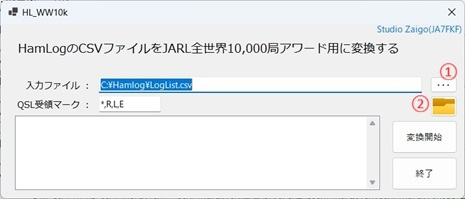 HL_WW10k
Studio Zaigo(JA7FKF)
HamLogのCSVファイルをJARL全世界10,000局アワード用に変換する
入力ファイル : C:¥Hamlog¥LogList.csv ... ①
QSL受領マーク : *,R,L,E ②
変換開始
終了